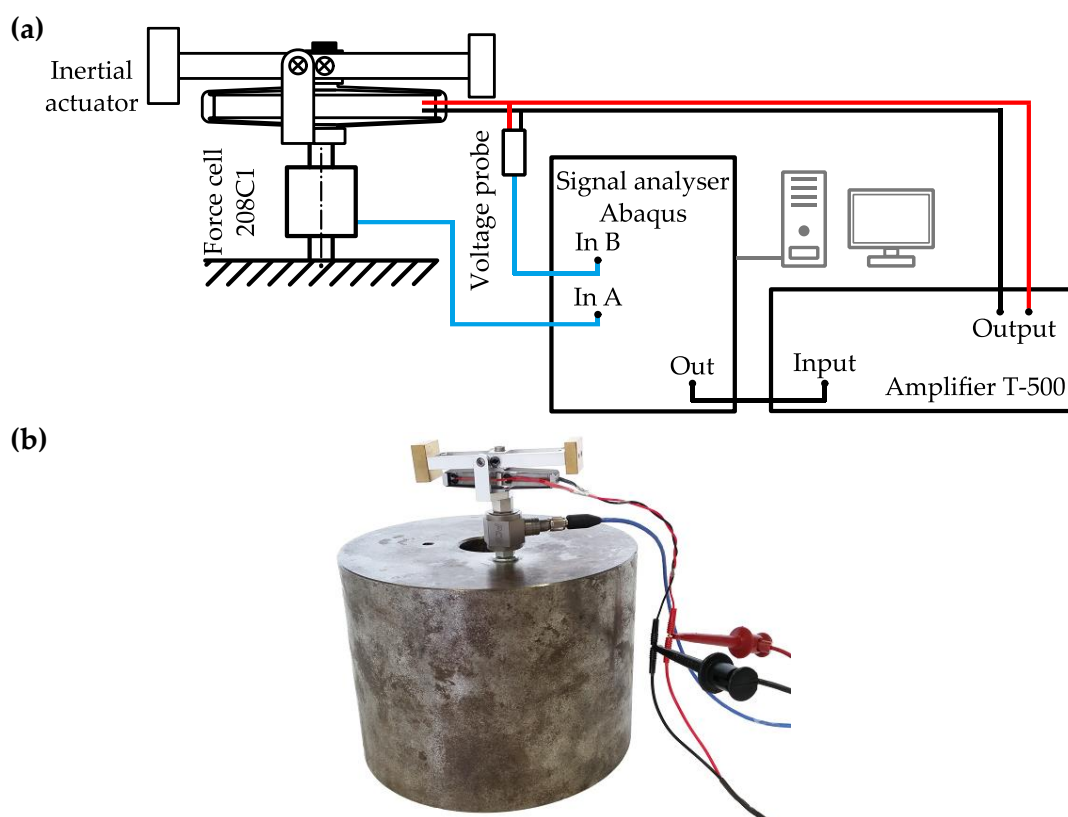 (a)
Inertial
actuator
Force cell
208C1
Voltage probe
Signal analyser
Abaqus
In B
In A
Out
Input
Output
Amplifier T-500
(b)